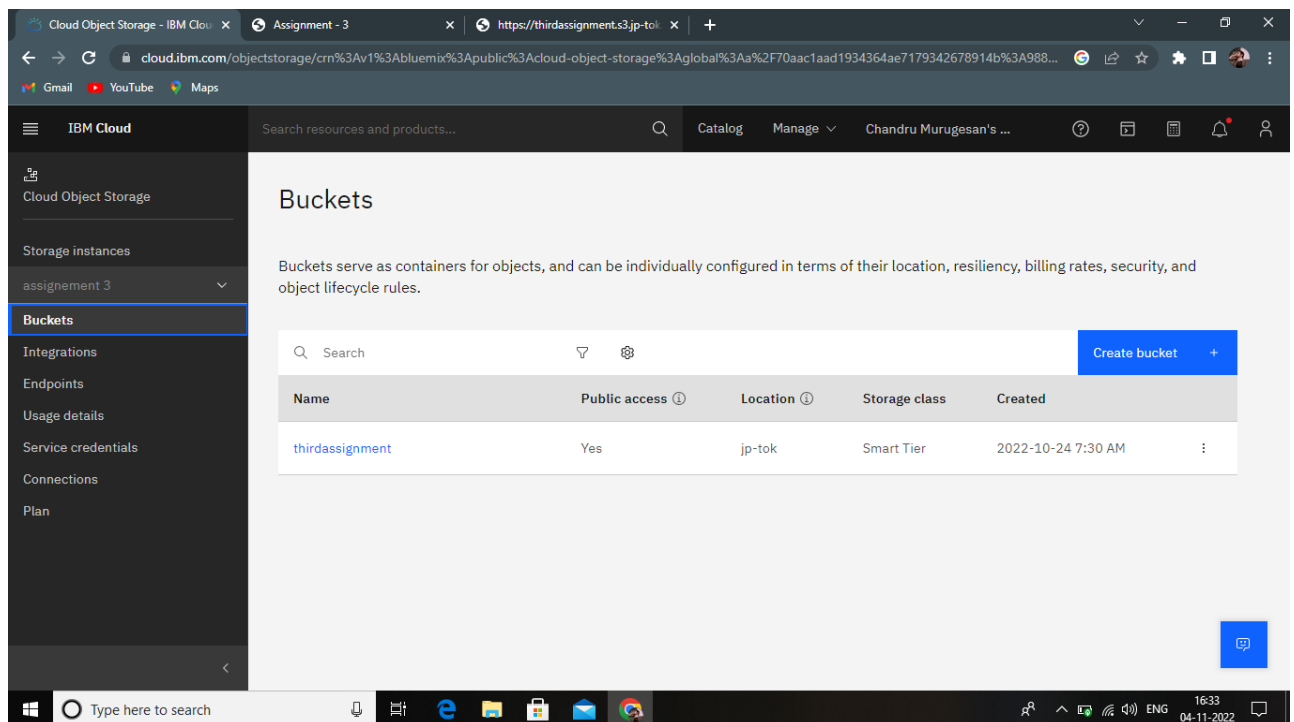 Cloud Object Storage - IBM Clou
Assignment - 3
https://thirdassignment.s3.jp-tok
cloud.ibm.com/objectstorage/crn%3Av1%3Abluemix%3Apublic%3Acloud-object-storage%3Aglobal%3Aa%2F70aac1aad1934364ae7179342678914b%3A988...
Gmail
YouTube
Maps
IBM Cloud
Search resources and products...
Catalog
Manage
Chandru Murugesan's ...
Cloud Object Storage
Storage instances
assignement 3
Buckets
Integrations
Endpoints
Usage details
Service credentials
Connections
Plan
Buckets
Buckets serve as containers for objects, and can be individually configured in terms of their location, resiliency, billing rates, security, and
object lifecycle rules.
Search
Create bucket +
Name Public access Location Storage class Created
thirdassignment Yes jp-tok Smart Tier 2022-10-24 7:30 AM
Type here to search
ENG
16:33
04-11-2022